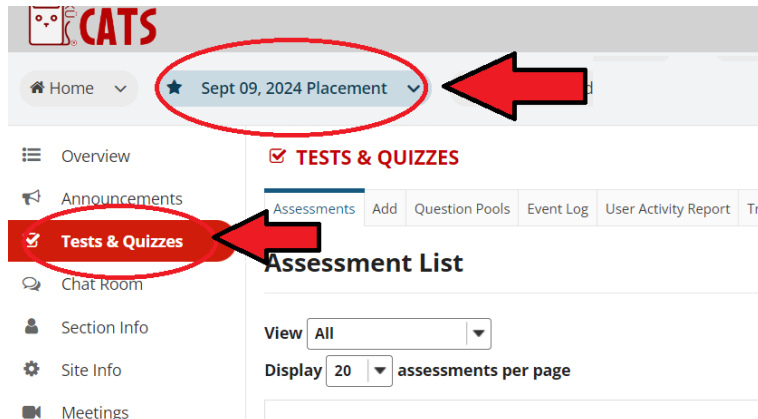 CATS
Home
Sept 09, 2024 Placement
Overview
TESTS & QUIZZES
Announcements
Assessments Add Question Pools Event Log User Activity Report
Tests & Quizzes
Assessment List
Chat Room
Section Info
View All
Site Info
Display 20 assessments per page
Meetings